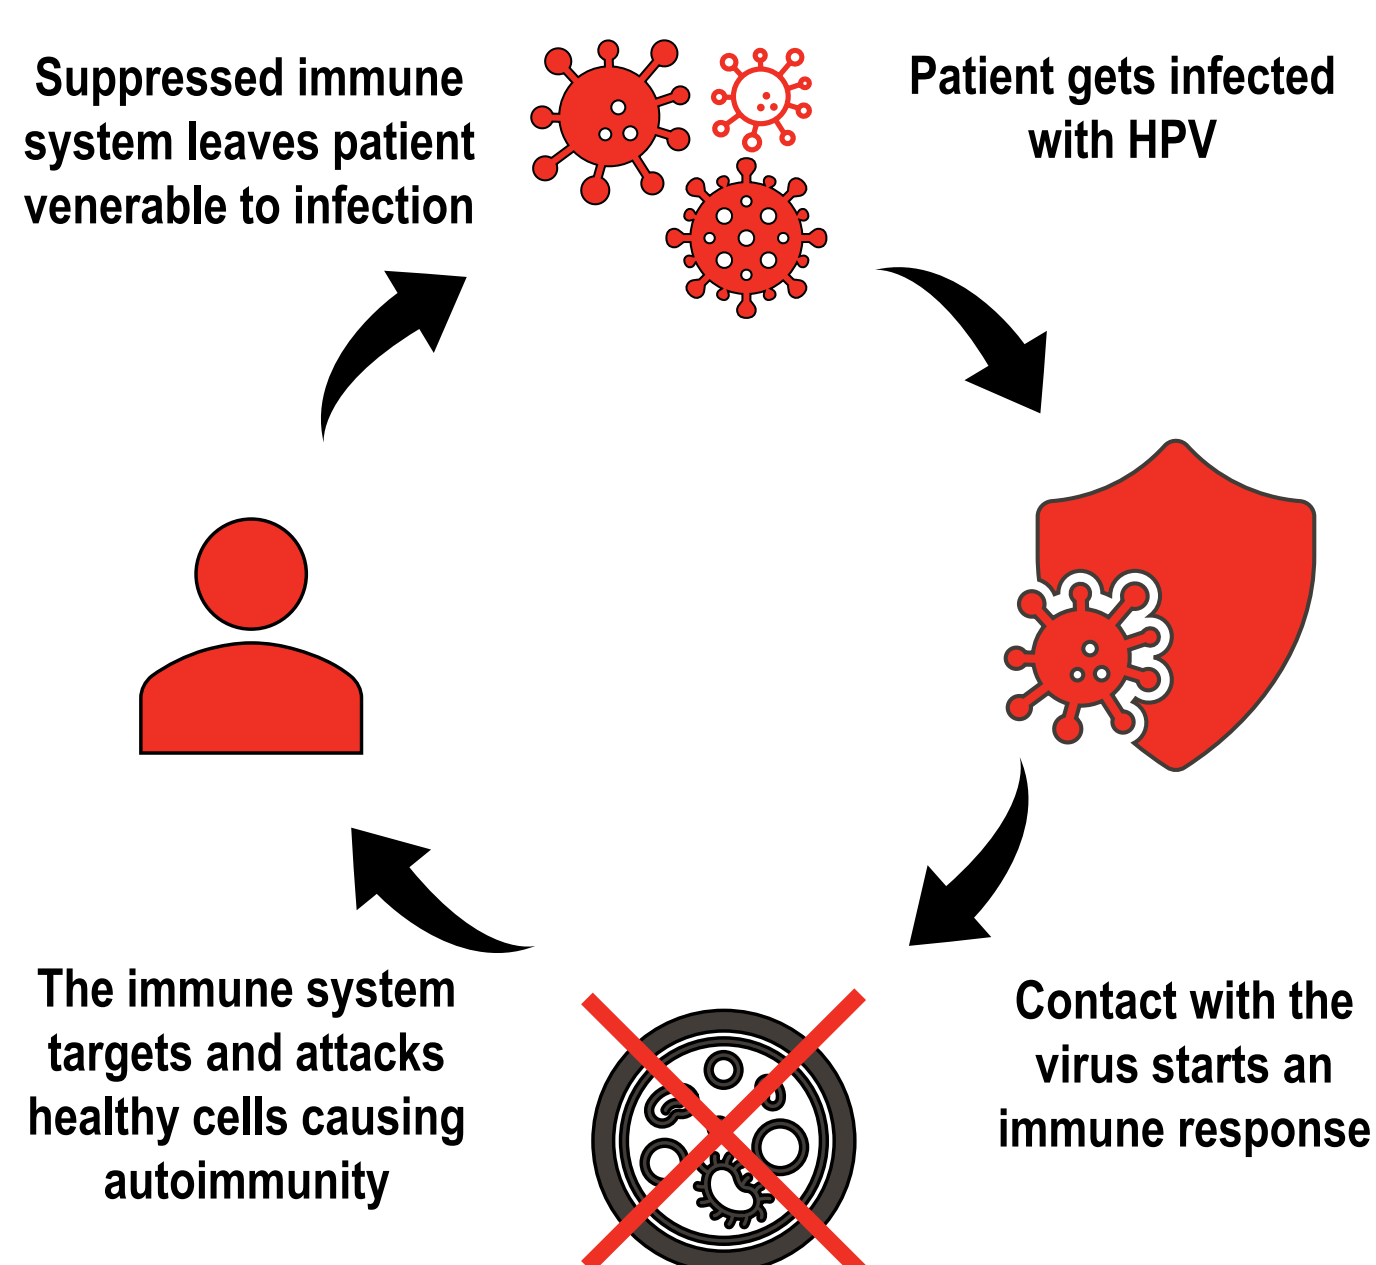 Suppressed immune
system leaves patient
venerable to infection
Patient gets infected
with HPV
Contact with the
virus starts an
immune response
The immune system
targets and attacks
healthy cells causing
autoimmunity